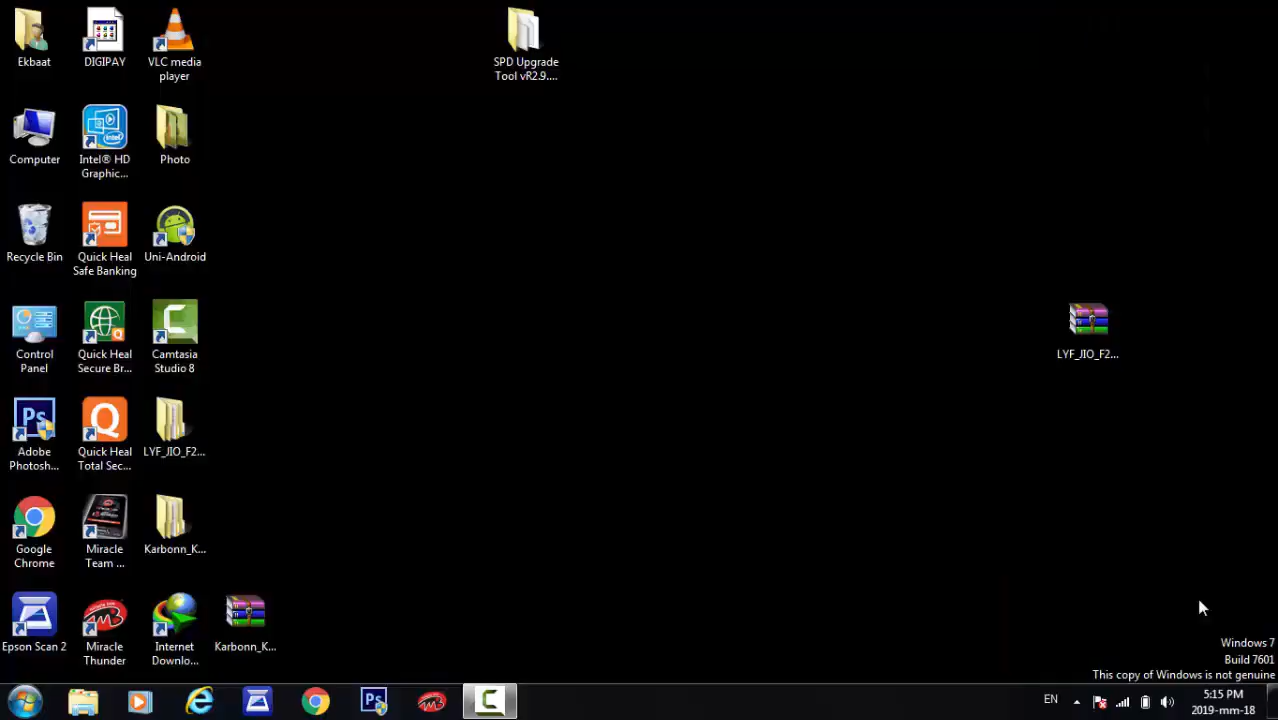 Ekbaat
DIGIPAY
VLC media
player
SPD Upgrade
Tool vR2.9....
Computer
Intel® HD
Graphic...
Photo
Recycle Bin
Quick Heal
Safe Banking
Uni-Android
Control
Panel
Quick Heal
Secure Br...
Camtasia
Studio 8
LYF_JIO_F2...
Adobe
Photosh...
Quick Heal
Total Sec...
LYF_JIO_F2...
Google
Chrome
Miracle
Team ...
Karbonn_K...
Epson Scan 2
Miracle
Thunder
Internet
Downlo...
Karbonn_K...
Windows 7
Build 7601
This copy of Windows is not genuine
EN
5:15 PM
2019-mm-18